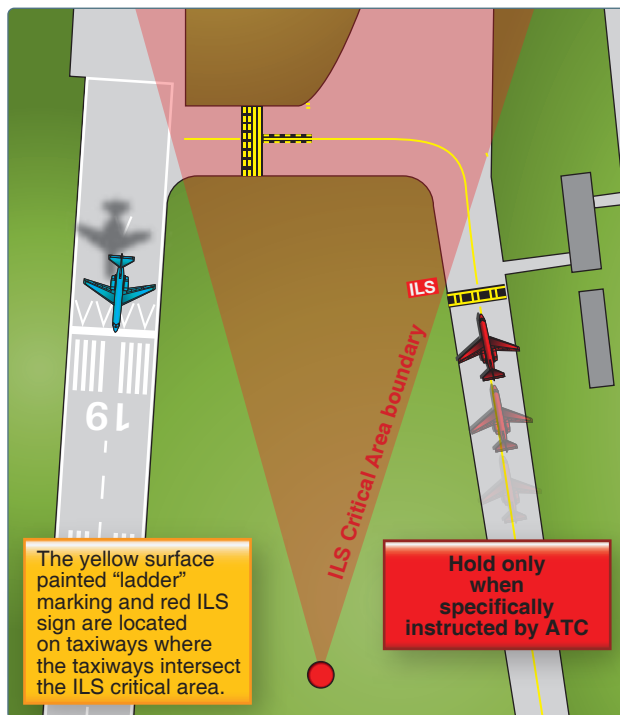 ILS
ILS Critical Area boundary
19
The yellow surface
painted “ladder”
marking and red ILS
sign are located
on taxiways where
the taxiways intersect
the ILS critical area.
Hold only
when
specifically
instructed by ATC